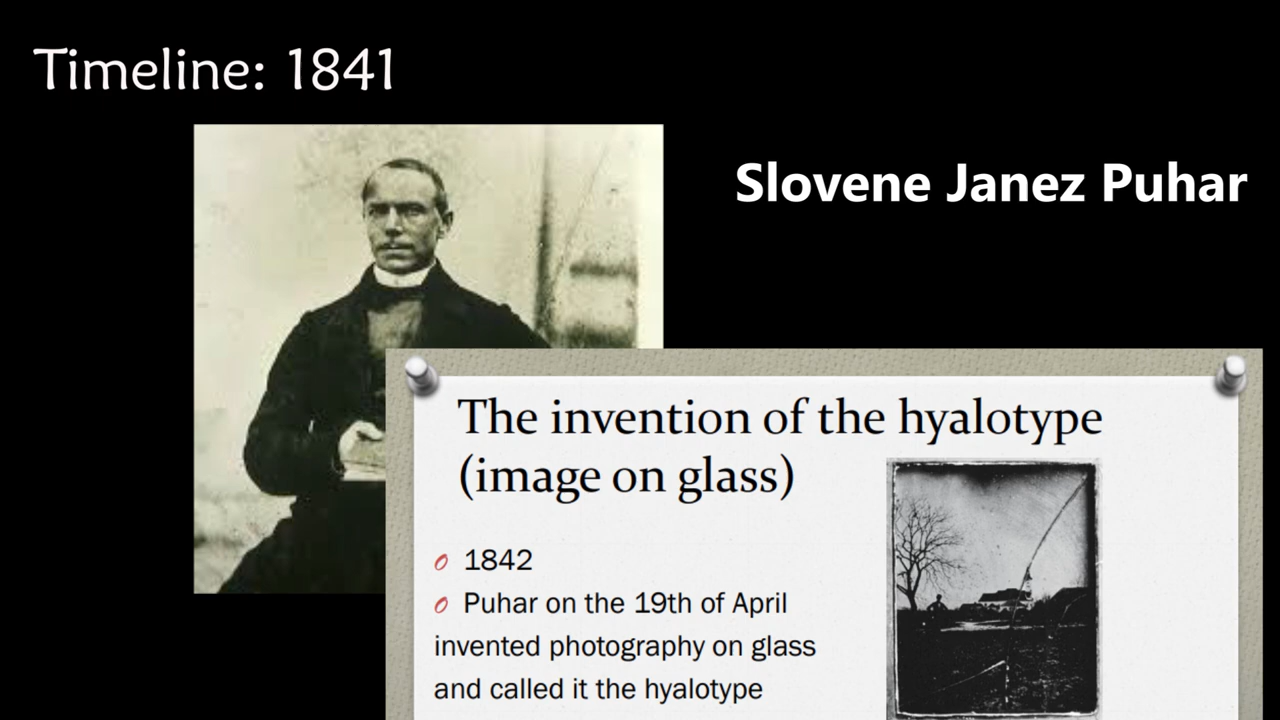 Timeline: 1841
Slovene Janez Puhar
The invention of the hyalotype
(image on glass)
1842
Puhar on the 19th of April
invented photography on glass
and called it the hyalotype